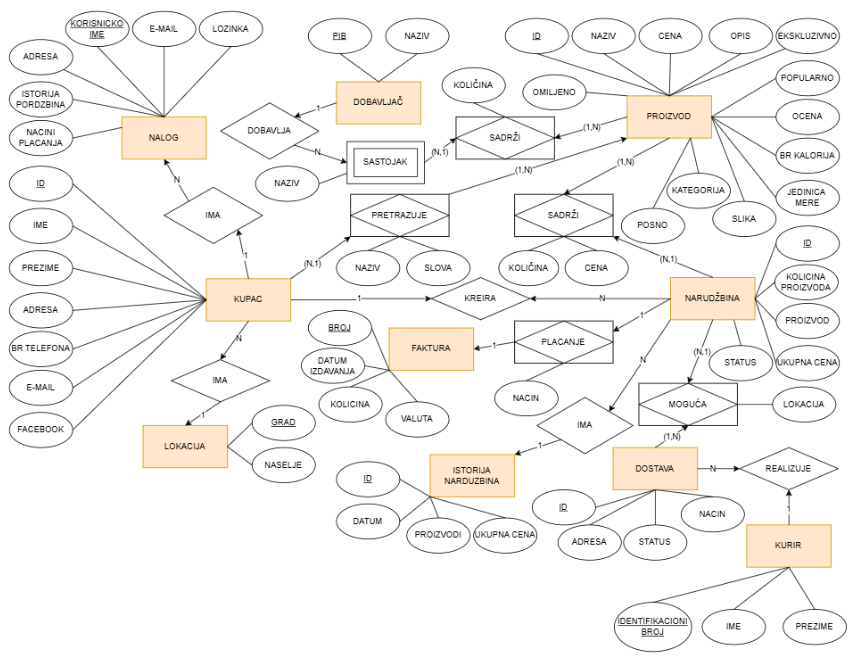 KORISNICKO
IME
E-MAIL
LOZINKA
PIB
NAZIV
ID
NAZIV
CENA
OPIS
EKSKLUZIVNO
ADRESA
ISTORIJA
PORDZBINA
NACINI
PLACANJA
NALOG
DOBAVLJAČ
KOLIČINA
OMILJENO
PROIZVOD
POPULARNO
OCENA
BR KALORIJA
JEDINICA
MERE
1
DOBAVLJA
N
SASTOJAK
(N,1)
SADRŽI
(1,N)
NAZIV
(1,N)
(1,N)
KATEGORIJA
POSNO
SLIKA
ID
IME
PREZIME
ADRESA
BR TELEFONA
E-MAIL
FACEBOOK
N
IMA
1
PRETRAZUJE
(N,1)
NAZIV
SLOVA
SADRŽI
(N,1)
KOLIČINA
CENA
ID
KOLICINA
PROIZVODA
PROIZVOD
UKUPNA CENA
STATUS
KUPAC
1
KREIRA
N
NARUDŽBINA
N
IMA
1
LOKACIJA
GRAD
NASELJE
BROJ
DATUM
IZDAVANJA
KOLICINA
VALUTA
FAKTURA
1
PLACANJE
1
NACIN
N
IMA
1
(N,1)
MOGUĆA
LOKACIJA
(1,N)
ISTORIJA
NARDUZBINA
ID
DATUM
PROIZVODI
UKUPNA CENA
DOSTAVA
N
REALIZUJE
1
ID
ADRESA
STATUS
NACIN
KURIR
IDENTIFIKACIONI
BROJ
IME
PREZIME